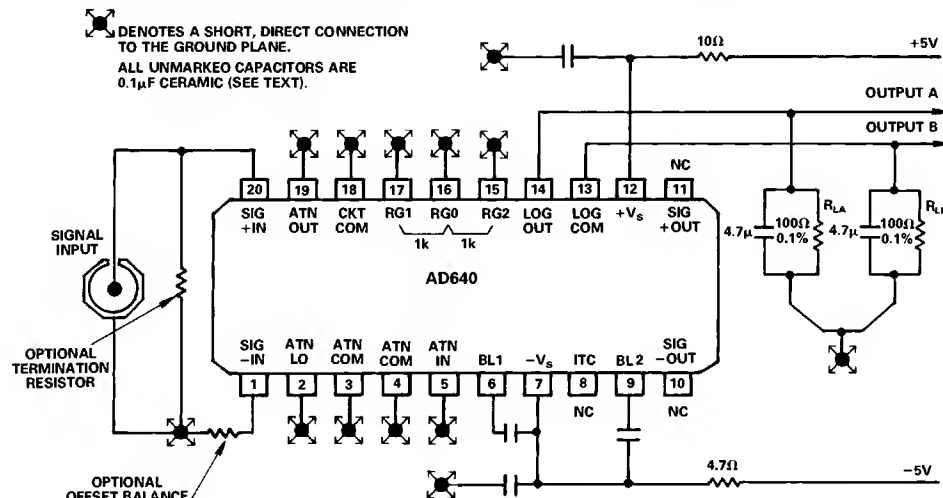 DENOTES A SHORT, DIRECT CONNECTION
TO THE GROUND PLANE.
ALL UNMARKEO CAPACITORS ARE
0.1µF CERAMIC (SEE TEXT).
10Ω
+5V
OUTPUT A
OUTPUT B
NC
20 19 18 17 16 15 14 13 12 11
SIG +IN
ATN OUT
CKT COM
RG1
RG0
RG2
LOG OUT
LOG COM
+VS
SIG +OUT
1k 1k
AD640
SIGNAL INPUT
OPTIONAL
TERMINATION
RESISTOR
4.7µ
100Ω
0.1%
RLA
4.7µ
100Ω
0.1%
SIG −IN
ATN LO
ATN COM
ATN COM
ATN IN
BL1
−VS
ITC
BL2
SIG −OUT
1 2 3 4 5 6 7 8 9 10
NC
NC
4.7Ω
−5V
OPTIONAL
OFFSET BALANCE